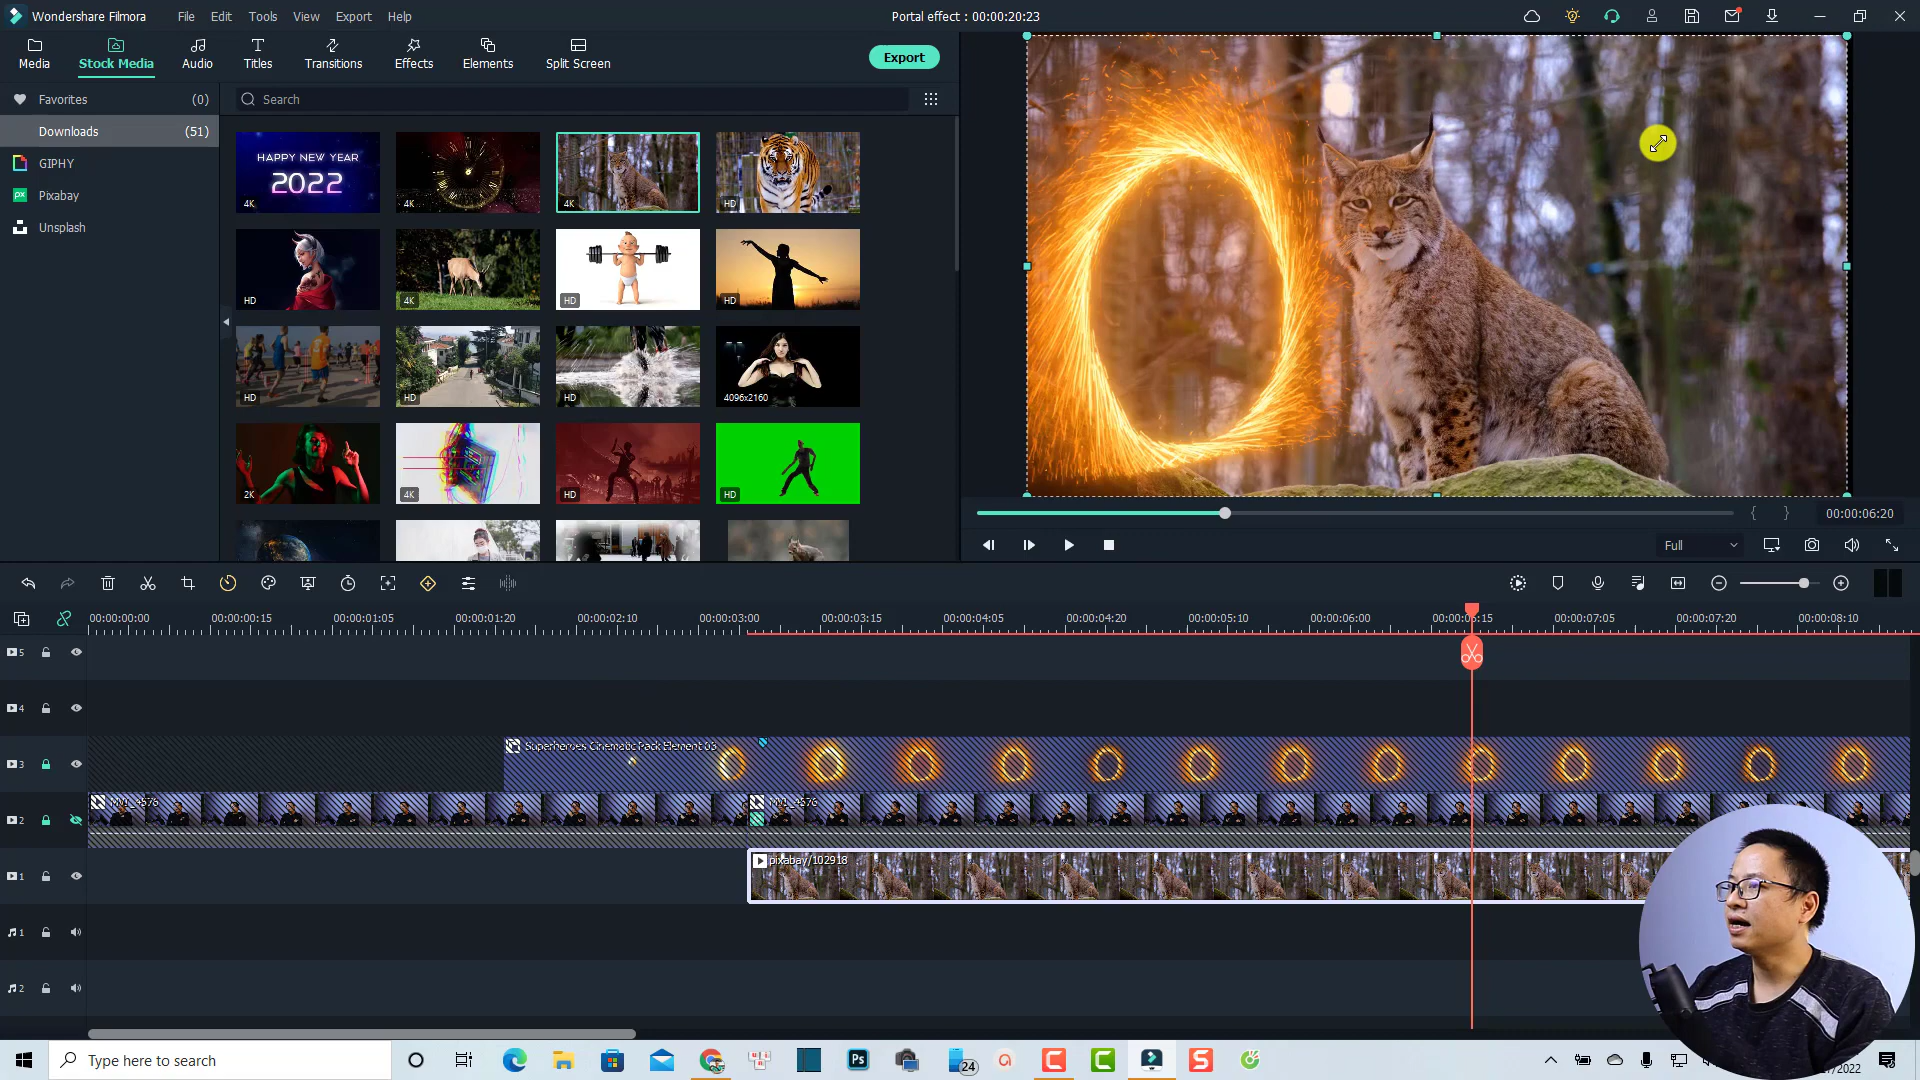 Wondershare Filmora File Edit Tools View Export Help Portal effect : 00:00:20:23
Media Stock Media Audio Titles Transitions Effects Elements Split Screen Export
Favorites (0) Search
Downloads (51)
GIPHY
Pixabay
Unsplash
HAPPY NEW YEAR
2022
4K 4K HD
HD 4K HD HD
HD HD HD 4096x2160
2K 4K HD HD
00:00:06:20
Full
00:00:00:00 00:00:00:15 00:00:01:05 00:00:01:20 00:00:02:10 00:00:03:00 00:00:03:15 00:00:04:05 00:00:04:20 00:00:05:10 00:00:06:00 00:00:06:15 00:00:07:05 00:00:07:20 00:00:08:10
5
4
3 Superheroes Cinematic Pack Element 03
2 MVI_4576 MVI_4576
1 pixabay/102918
1
2
Type here to search Ps 24 /2022